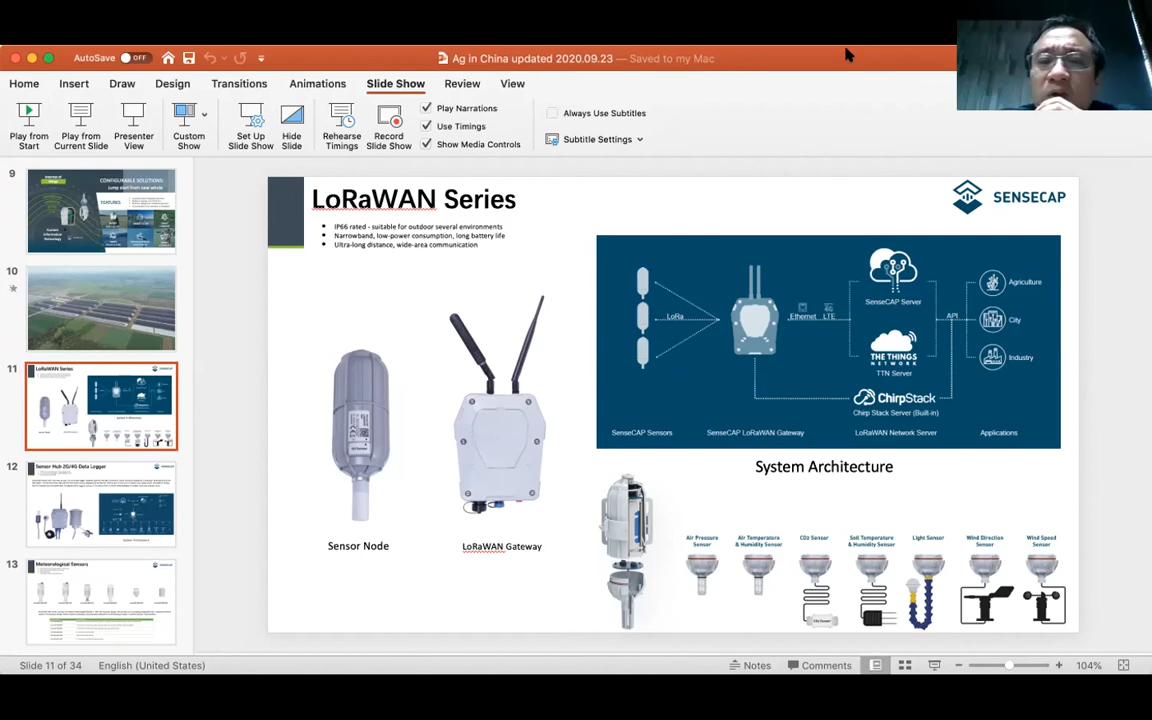 AutoSave OFF
Ag in China updated 2020.09.23 — Saved to my Mac
Home Insert Draw Design Transitions Animations Slide Show Review View
Play from Start
Play from Current Slide
Presenter View
Custom Show
Set Up Slide Show
Hide Slide
Rehearse Timings
Record Slide Show
Play Narrations
Use Timings
Show Media Controls
Always Use Subtitles
Subtitle Settings
9
CONFIGURABLE SOLUTIONS:
FEATURES
10
11
LoRaWAN Series
12
Sensor Hub 2G/4G Data Logger
13
Meteorological Sensors
LoRaWAN Series
SENSECAP
IP66 rated - suitable for outdoor several environments
Narrowband, low-power consumption, long battery life
Ultra-long distance, wide-area communication
Sensor Node
LoRaWAN Gateway
LoRa
Ethernet
LTE
SenseCAP Server
THE THINGS
NETWORK
TTN Server
ChirpStack
Chirp Stack Server (Built-in)
API
Agriculture
City
Industry
SenseCAP Sensors
SenseCAP LoRaWAN Gateway
LoRaWAN Network Server
Applications
System Architecture
Air Pressure
Sensor
Air Temperature
& Humidity Sensor
CO2 Sensor
Soil Temperature
& Humidity Sensor
Light Sensor
Wind Direction
Sensor
Wind Speed
Sensor
Slide 11 of 34 English (United States)
Notes Comments 104%